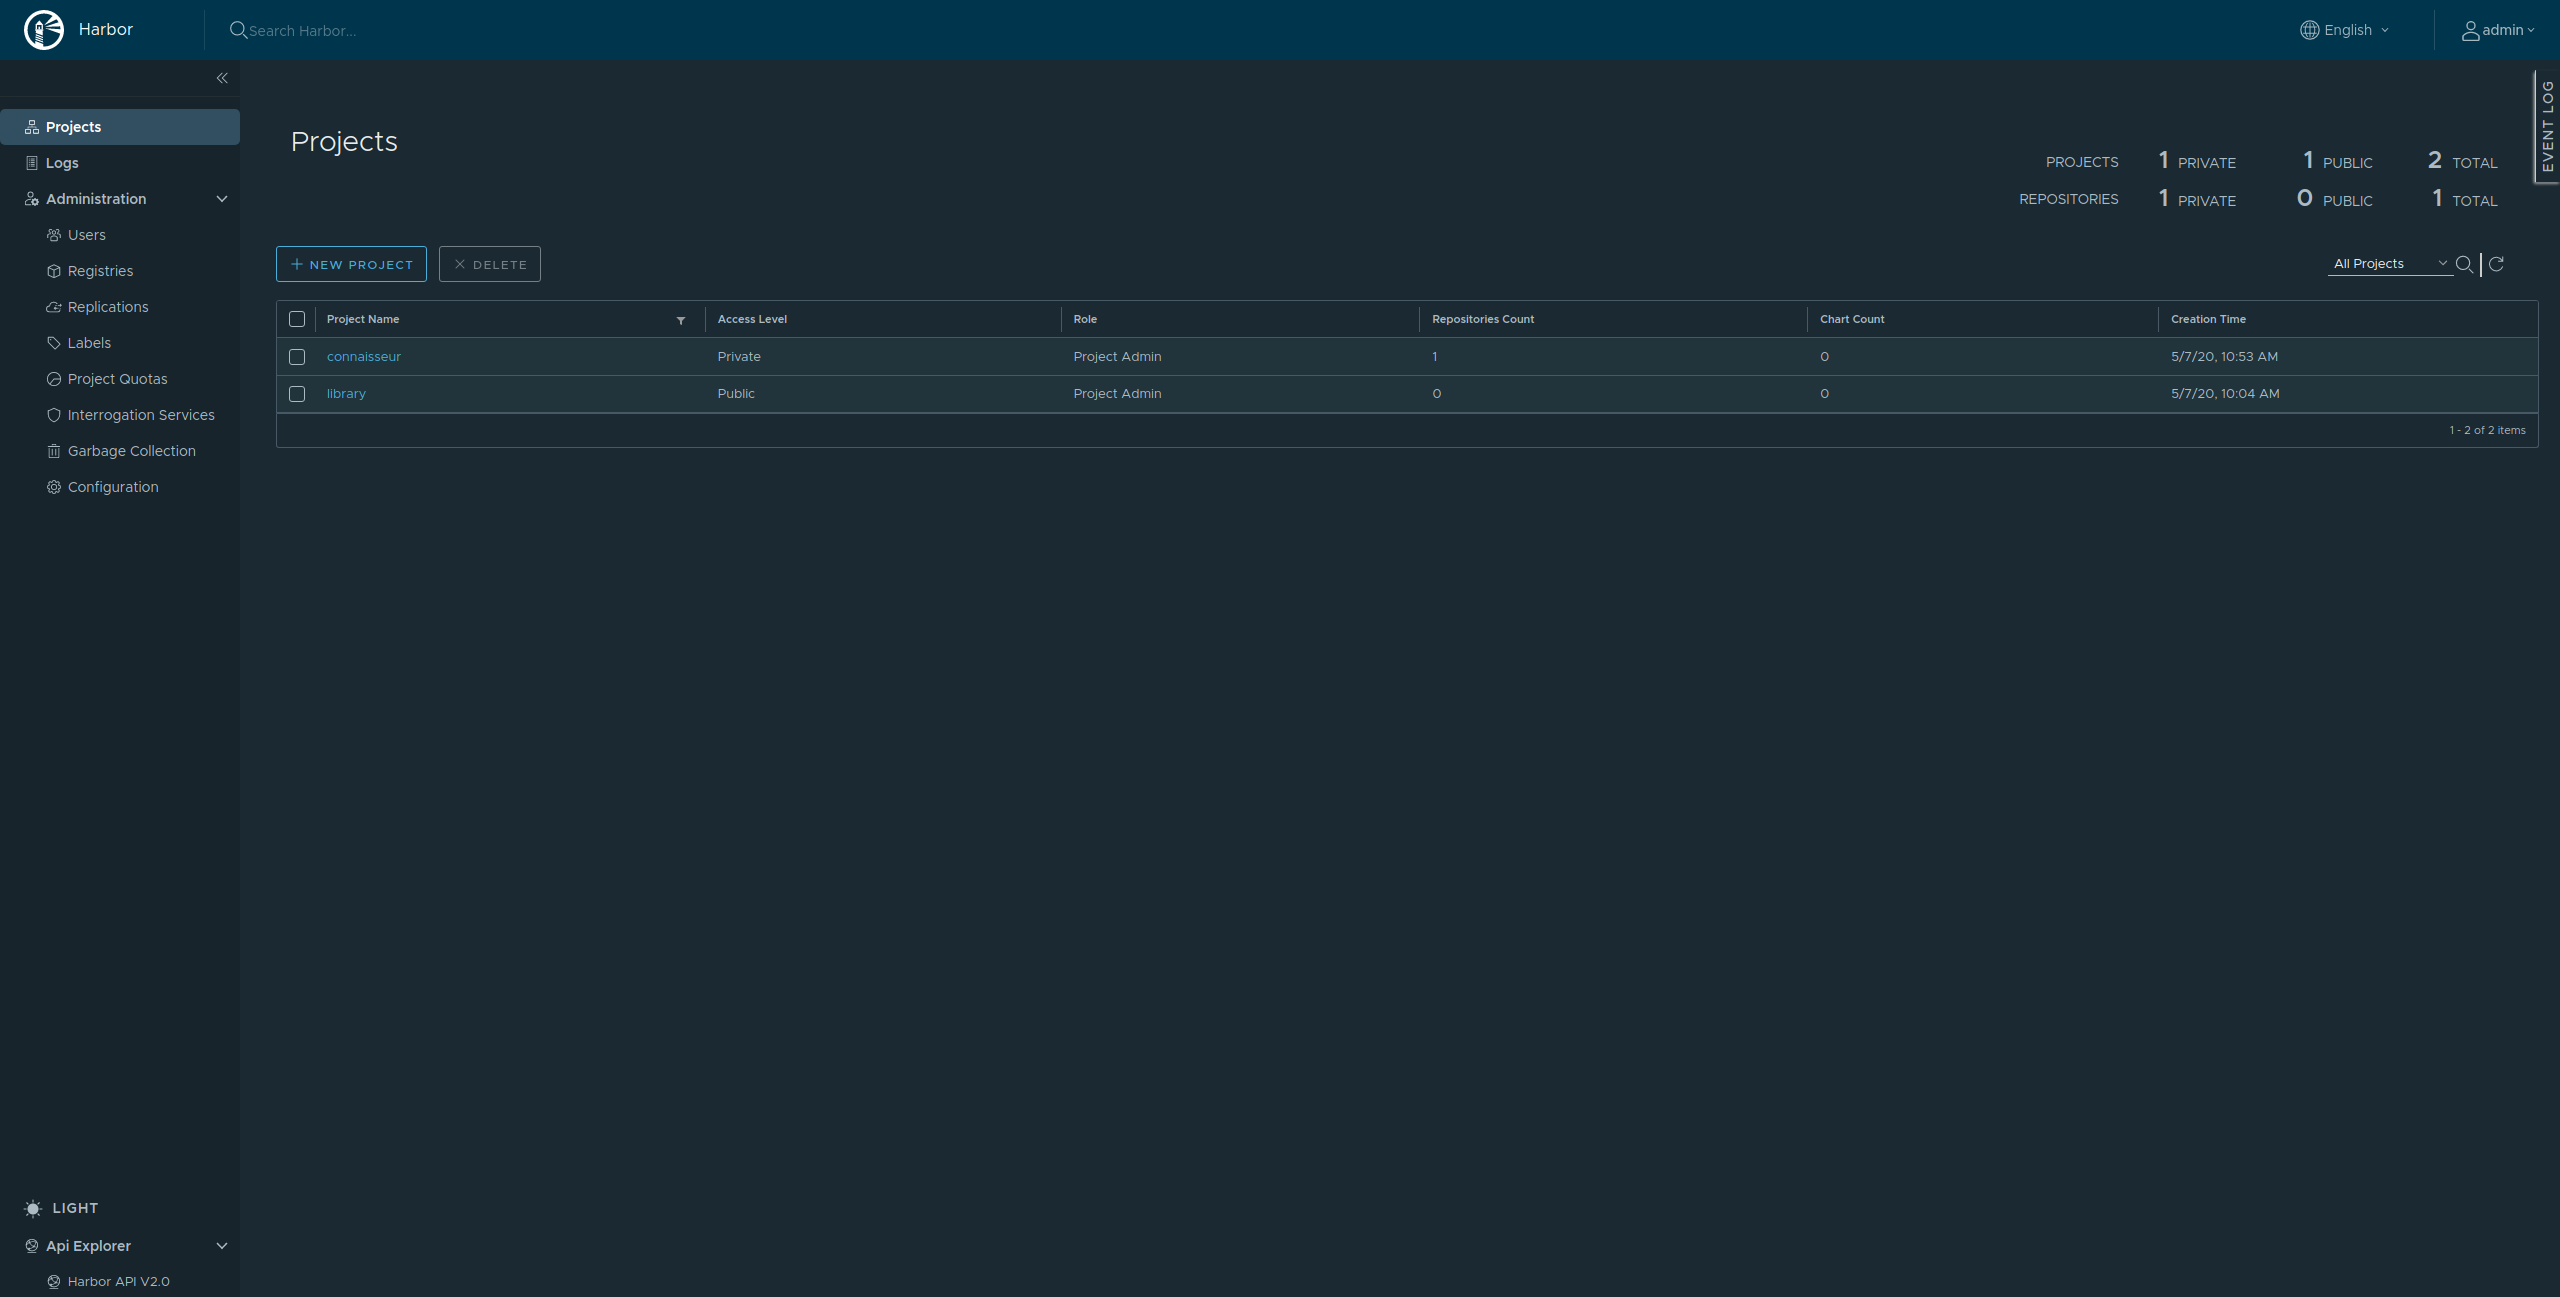 Harbor
Search Harbor...
English
admin
EVENT LOG
Projects
Logs
Administration
Users
Registries
Replications
Labels
Project Quotas
Interrogation Services
Garbage Collection
Configuration
LIGHT
Api Explorer
Harbor API V2.0
Projects
PROJECTS 1 PRIVATE 1 PUBLIC 2 TOTAL
REPOSITORIES 1 PRIVATE 0 PUBLIC 1 TOTAL
NEW PROJECT DELETE All Projects
Project Name Access Level Role Repositories Count Chart Count Creation Time
connaisseur Private Project Admin 1 0 5/7/20, 10:53 AM
library Public Project Admin 0 0 5/7/20, 10:04 AM
1 - 2 of 2 items